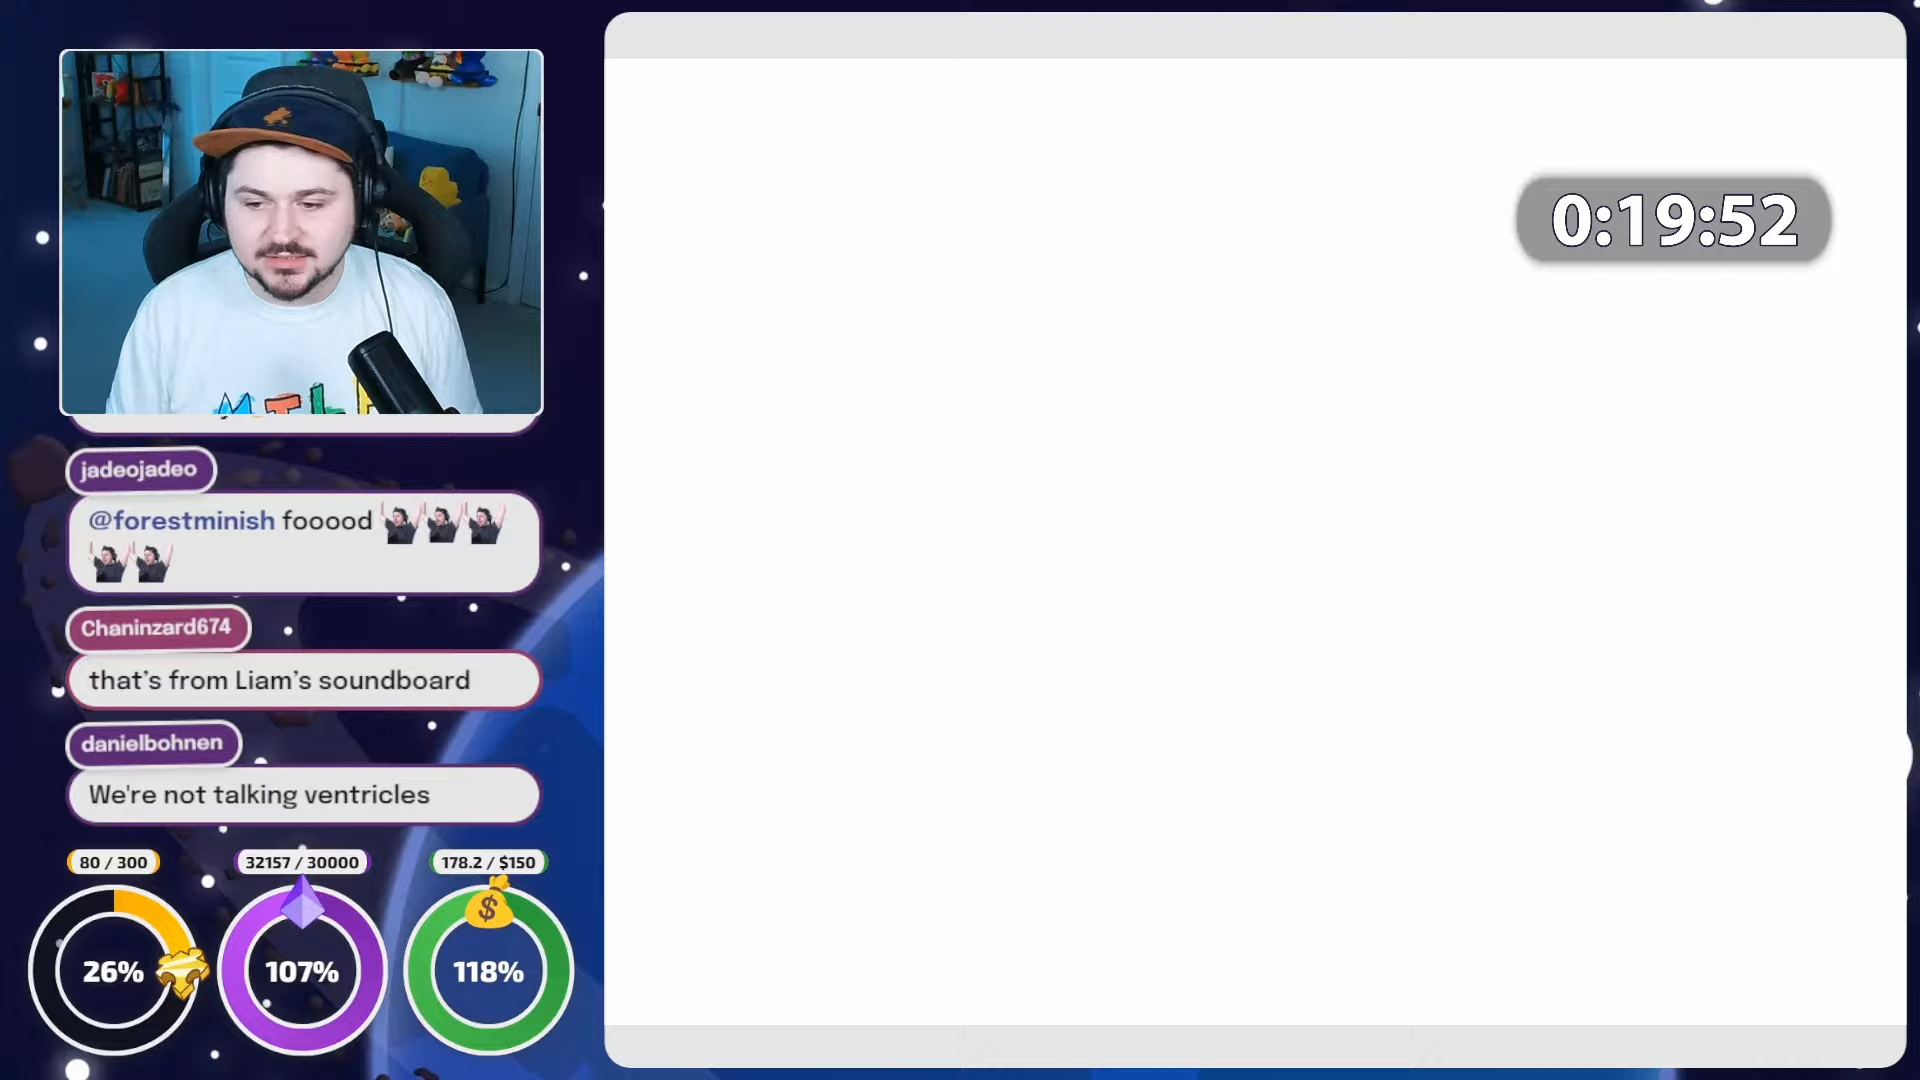 0:19:52
jadeojadeo
@forestminish fooood
Chaninzard674
that's from Liam's soundboard
danielbohnen
We're not talking ventricles
80 / 300
32157 / 30000
178.2 / $150
26%
107%
118%